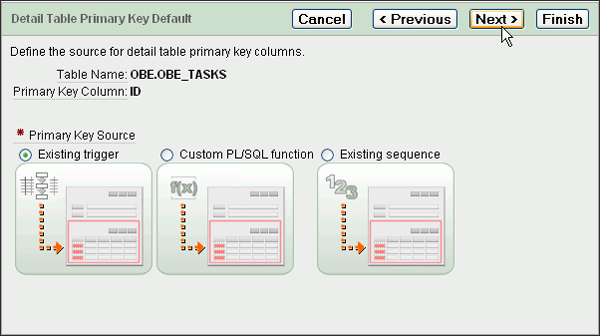 Detail Table Primary Key Default Cancel < Previous Next > Finish
Define the source for detail table primary key columns.
Table Name: OBE.OBE_TASKS
Primary Key Column: ID
* Primary Key Source
Existing trigger Custom PL/SQL function Existing sequence
f(x) 123